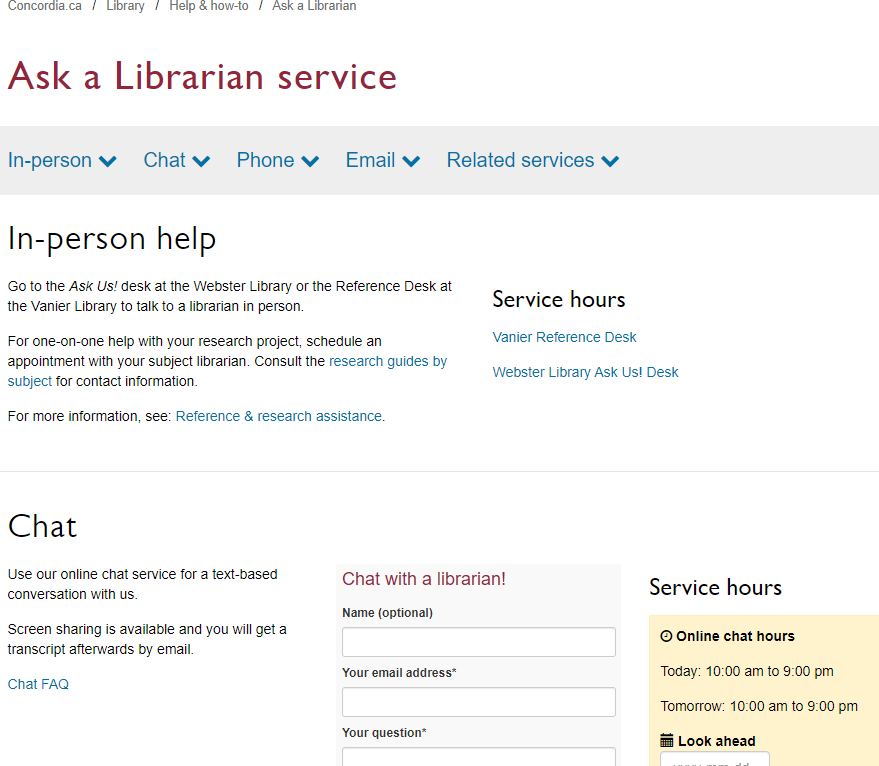 Concordia.ca / Library / Help & how-to / Ask a Librarian
Ask a Librarian service
In-person Chat Phone Email Related services
In-person help
Go to the Ask Us! desk at the Webster Library or the Reference Desk at
the Vanier Library to talk to a librarian in person.
For one-on-one help with your research project, schedule an
appointment with your subject librarian. Consult the research guides by
subject for contact information.
For more information, see: Reference & research assistance.
Service hours
Vanier Reference Desk
Webster Library Ask Us! Desk
Chat
Use our online chat service for a text-based
conversation with us.
Screen sharing is available and you will get a
transcript afterwards by email.
Chat FAQ
Chat with a librarian!
Name (optional)
Your email address*
Your question*
Service hours
Online chat hours
Today: 10:00 am to 9:00 pm
Tomorrow: 10:00 am to 9:00 pm
Look ahead